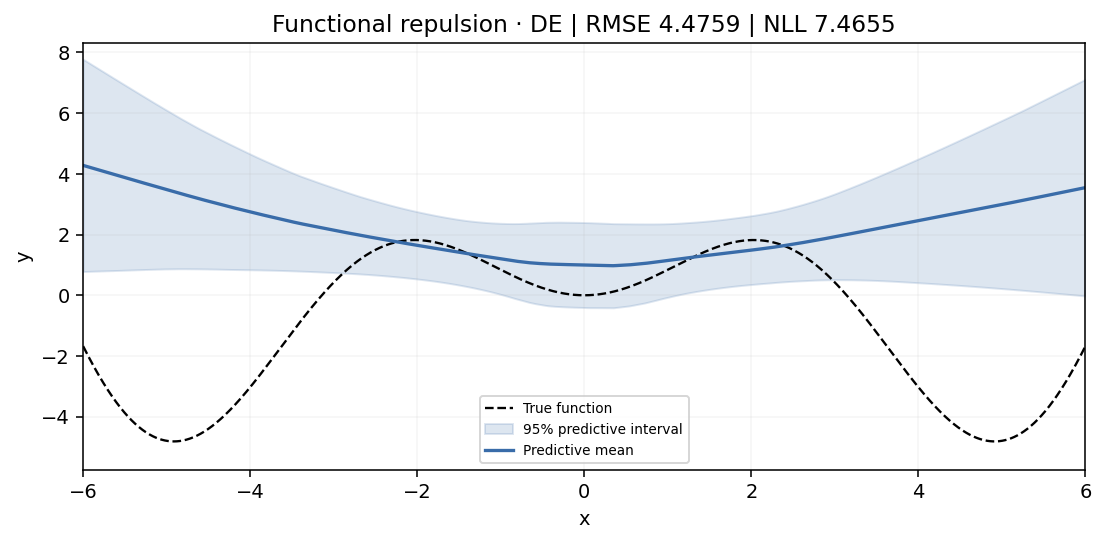 Functional repulsion · DE | RMSE 4.4759 | NLL 7.4655
8
6
4
2
0
−2
−4
y
True function
95% predictive interval
Predictive mean
−6 −4 −2 0 2 4 6
x